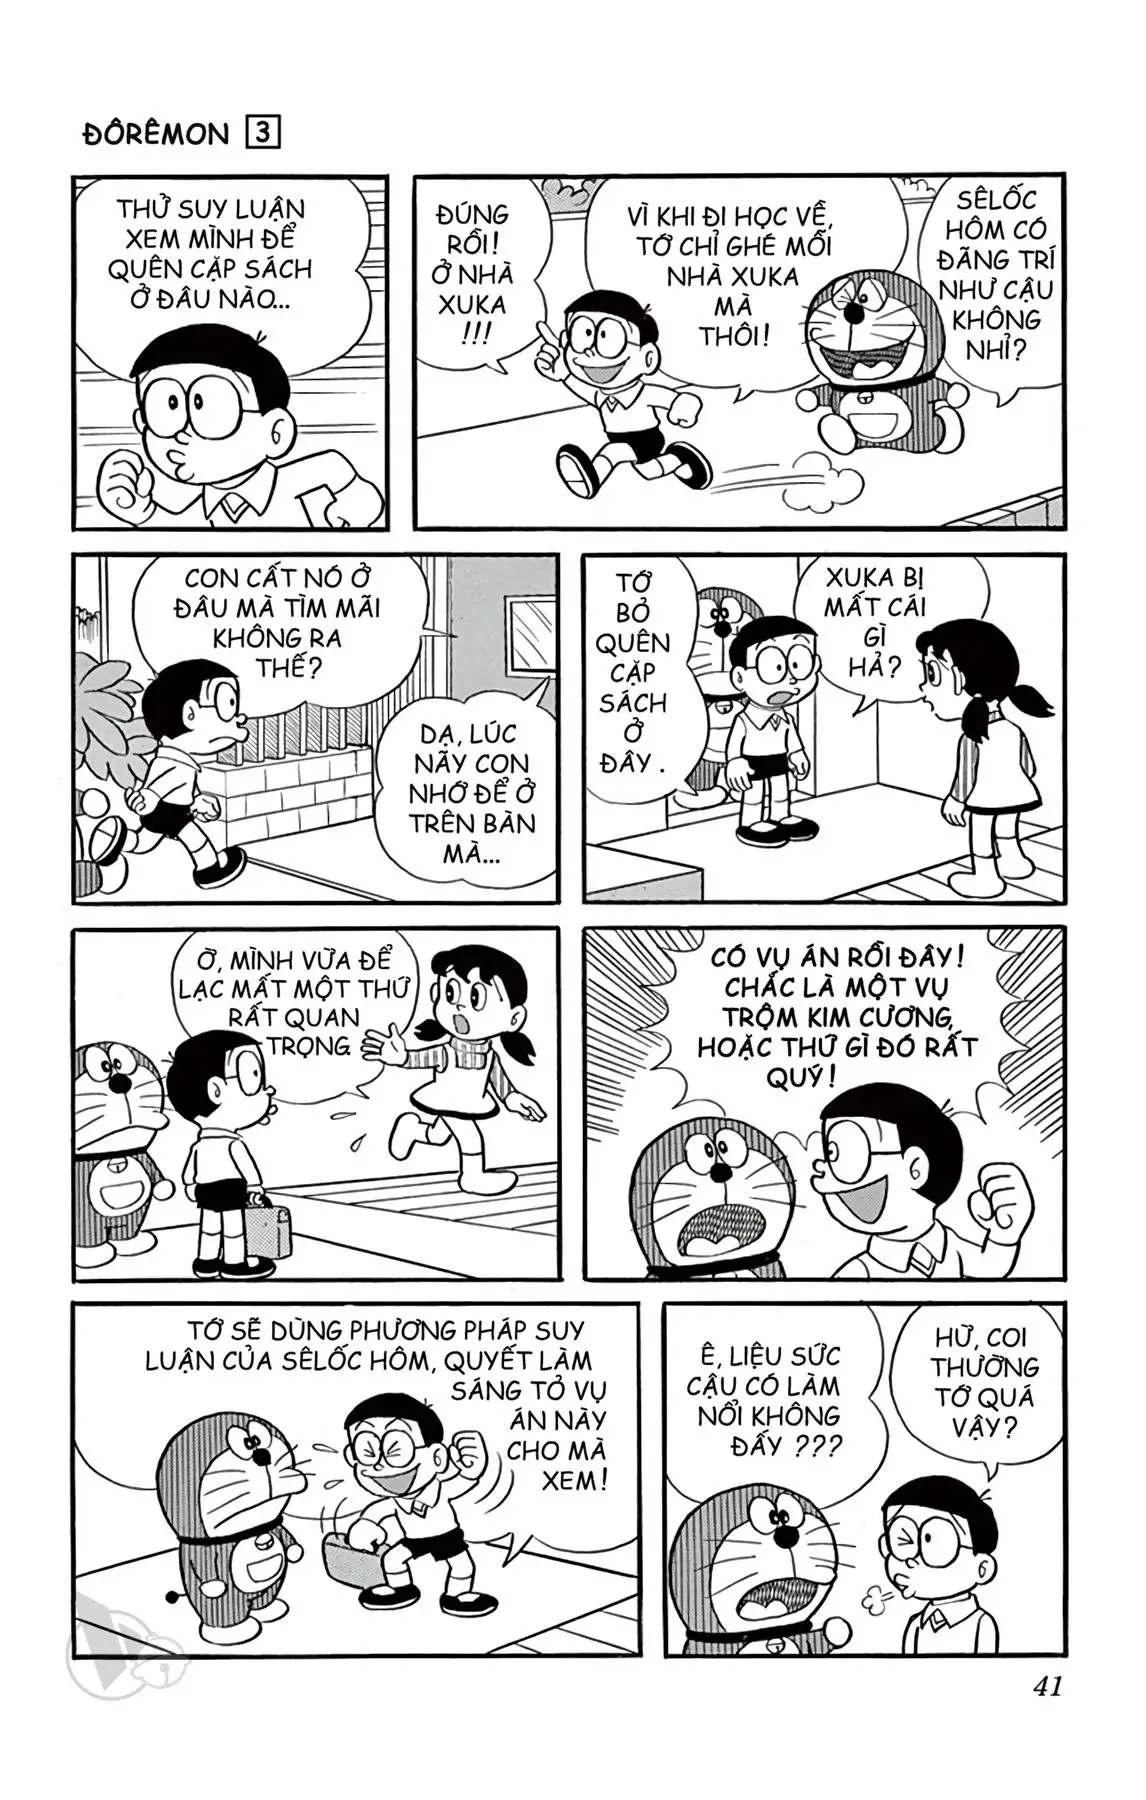 ĐÔRÊMON 3
THỬ SUY LUẬN
XEM MÌNH ĐỂ
QUÊN CẶP SÁCH
Ở ĐÂU NÀO...
ĐÚNG
RỒI!
Ở NHÀ
XUKA
!!!
VÌ KHI ĐI HỌC VỀ,
TỚ CHỈ GHÉ MỖI
NHÀ XUKA
MÀ
THÔI!
SÊLỐC
HÔM CÓ
ĐÃNG TRÍ
NHƯ CẬU
KHÔNG
NHỈ?
CON CẤT NÓ Ở
ĐÂU MÀ TÌM MÃI
KHÔNG RA
THẾ?
DẠ, LÚC
NÃY CON
NHỚ ĐỂ Ở
TRÊN BÀN
MÀ...
TỚ
BỎ
QUÊN
CẶP
SÁCH
Ở
ĐÂY.
XUKA BỊ
MẤT CÁI
GÌ
HẢ?
Ờ, MÌNH VỪA ĐỂ
LẠC MẤT MỘT THỨ
RẤT QUAN
TRỌNG.
CÓ VỤ ÁN RỒI ĐÂY!
CHẮC LÀ MỘT VỤ
TRỘM KIM CƯƠNG,
HOẶC THỨ GÌ ĐÓ RẤT
QUÝ!
TỚ SẼ DÙNG PHƯƠNG PHÁP SUY
LUẬN CỦA SÊLỐC HÔM, QUYẾT LÀM
SÁNG TỎ VỤ
ÁN NÀY
CHO MÀ
XEM!
Ê, LIỆU SỨC
CẬU CÓ LÀM
NỔI KHÔNG
ĐẤY ???
HỪ, COI
THƯỜNG
TỚ QUÁ
VẬY?
41